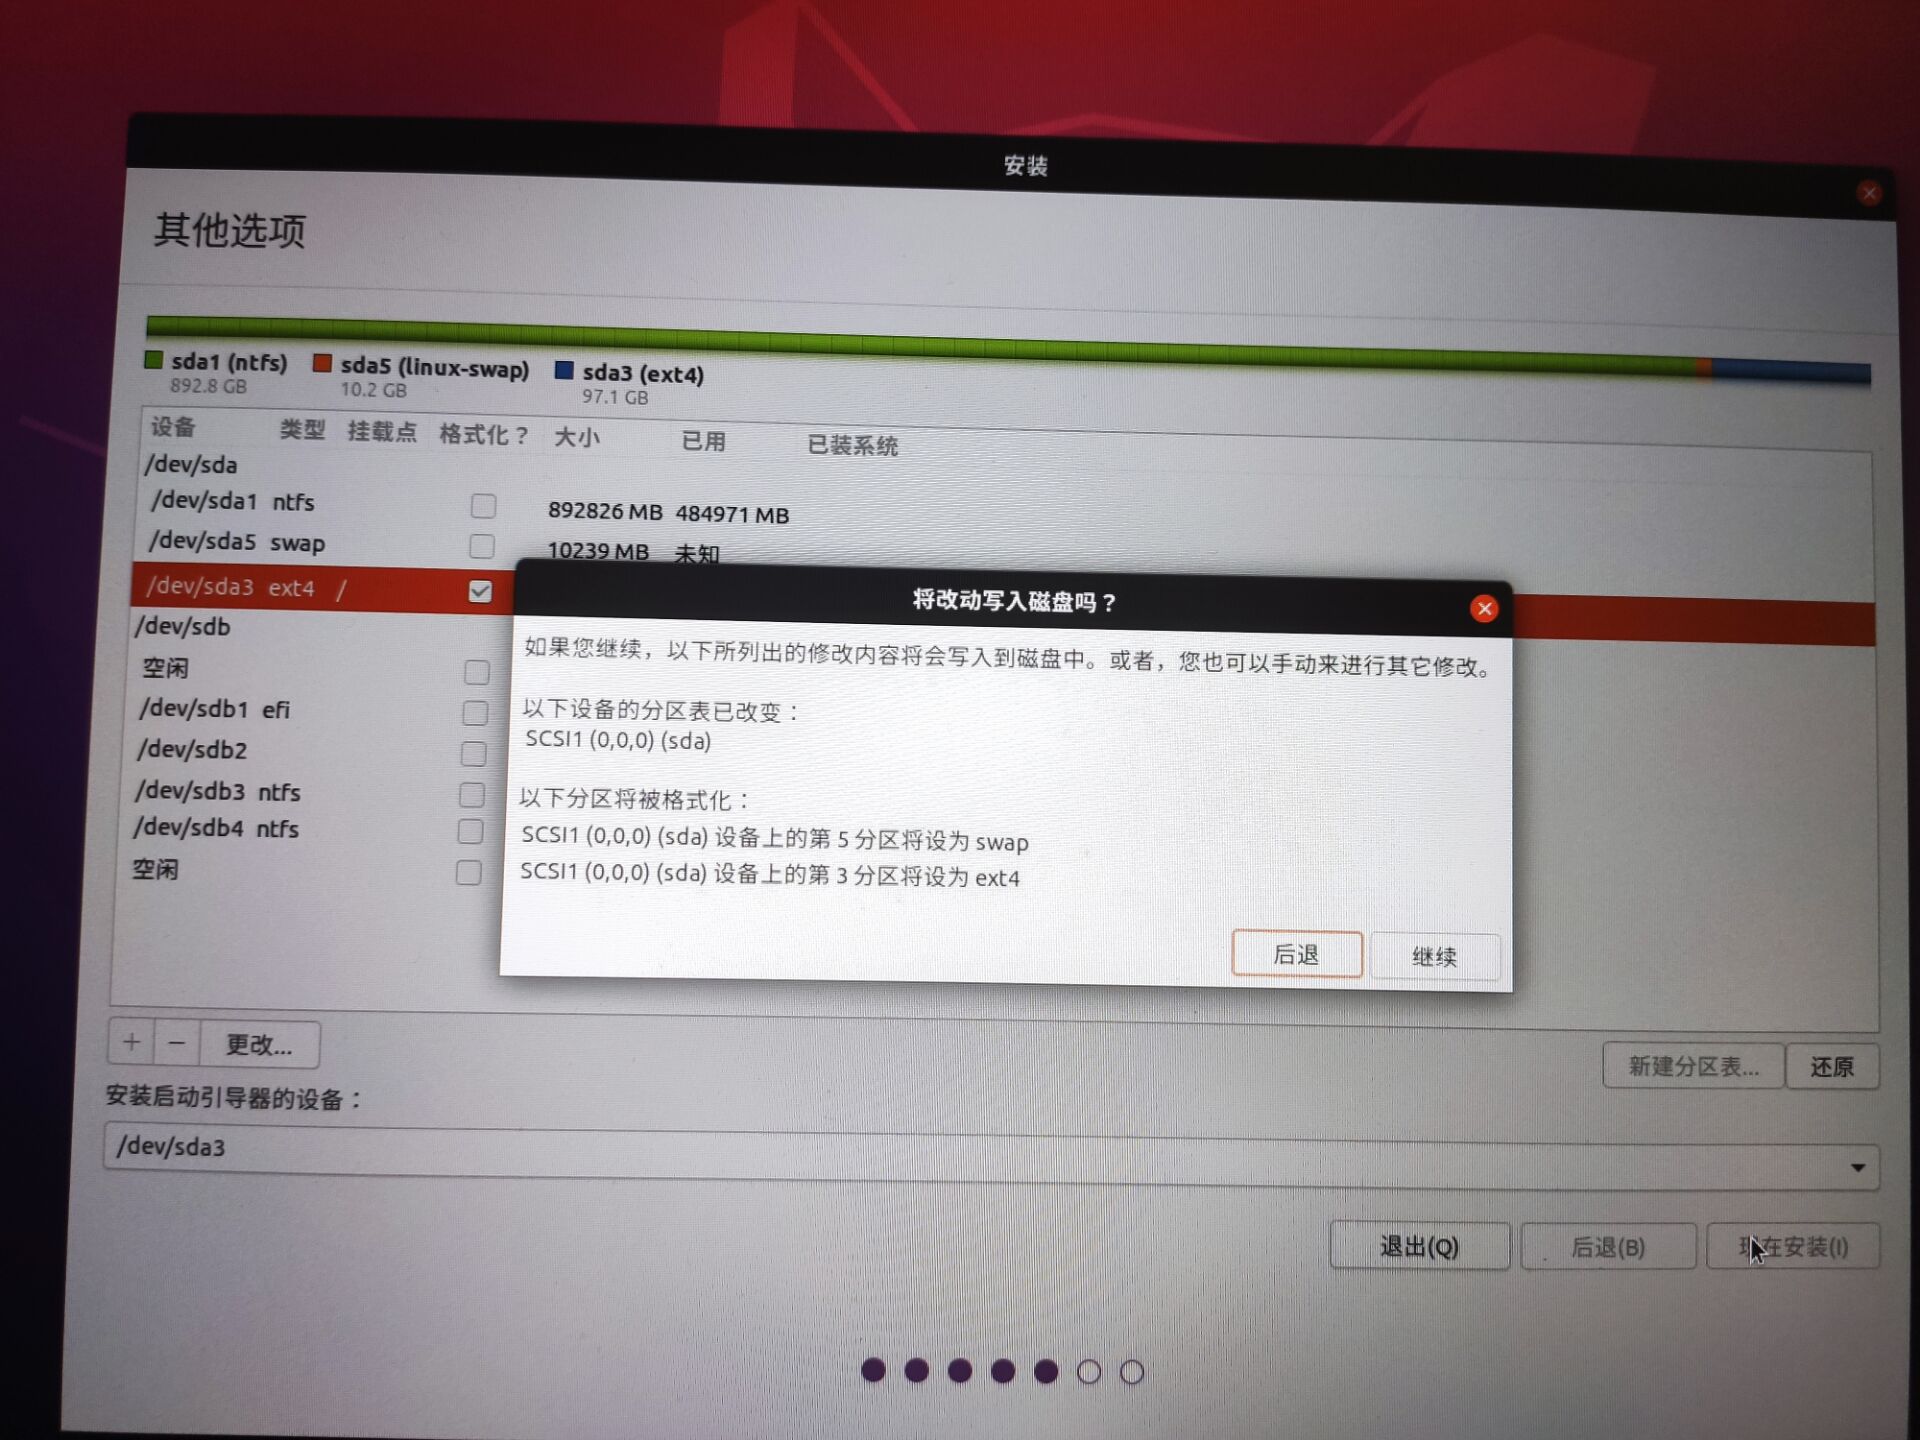 安装
其他选项
sda1 (ntfs) sda5 (linux-swap) sda3 (ext4)
892.8 GB 10.2 GB 97.1 GB
设备 类型 挂载点 格式化？ 大小 已用 已装系统
/dev/sda
/dev/sda1 ntfs 892826 MB 484971 MB
/dev/sda5 swap 10239 MB 未知
/dev/sda3 ext4 /
/dev/sdb
空闲
/dev/sdb1 efi
/dev/sdb2
/dev/sdb3 ntfs
/dev/sdb4 ntfs
空闲
将改动写入磁盘吗？
如果您继续，以下所列出的修改内容将会写入到磁盘中。或者，您也可以手动来进行其它修改。
以下设备的分区表已改变：
SCSI1 (0,0,0) (sda)
以下分区将被格式化：
SCSI1 (0,0,0) (sda) 设备上的第 5 分区将设为 swap
SCSI1 (0,0,0) (sda) 设备上的第 3 分区将设为 ext4
后退 继续
+ − 更改... 新建分区表... 还原
安装启动引导器的设备：
/dev/sda3
退出(Q) 后退(B) 现在安装(I)